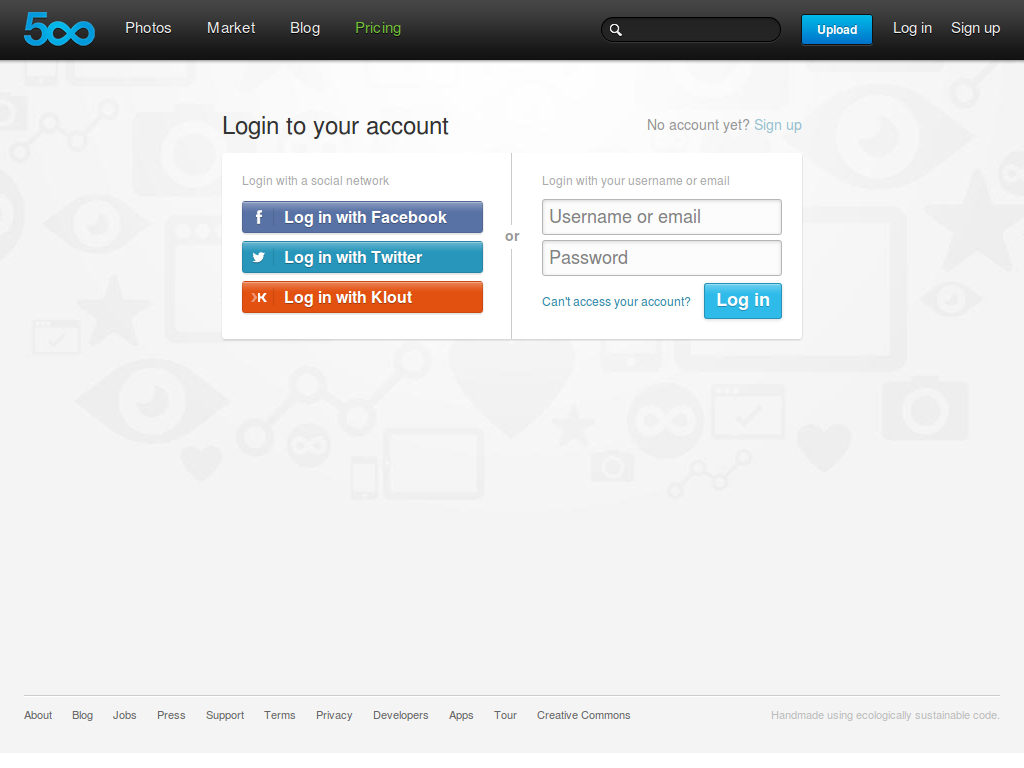 500 Photos Market Blog Pricing Upload Log in Sign up
Login to your account
No account yet? Sign up
Login with a social network
Log in with Facebook
Log in with Twitter
Log in with Klout
or
Login with your username or email
Username or email
Password
Can't access your account? Log in
About Blog Jobs Press Support Terms Privacy Developers Apps Tour Creative Commons Handmade using ecologically sustainable code.